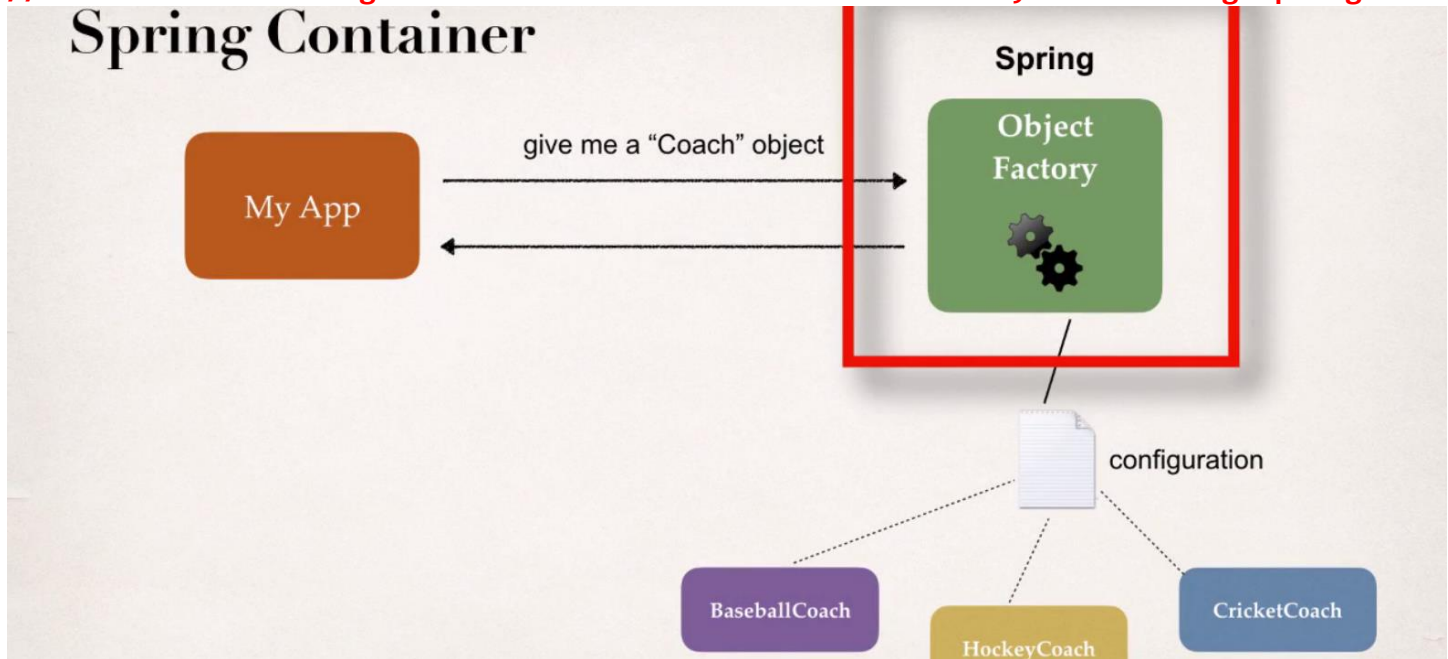 Spring Container
Spring
Object
Factory
give me a “Coach” object
My App
configuration
BaseballCoach
CricketCoach
HockeyCoach